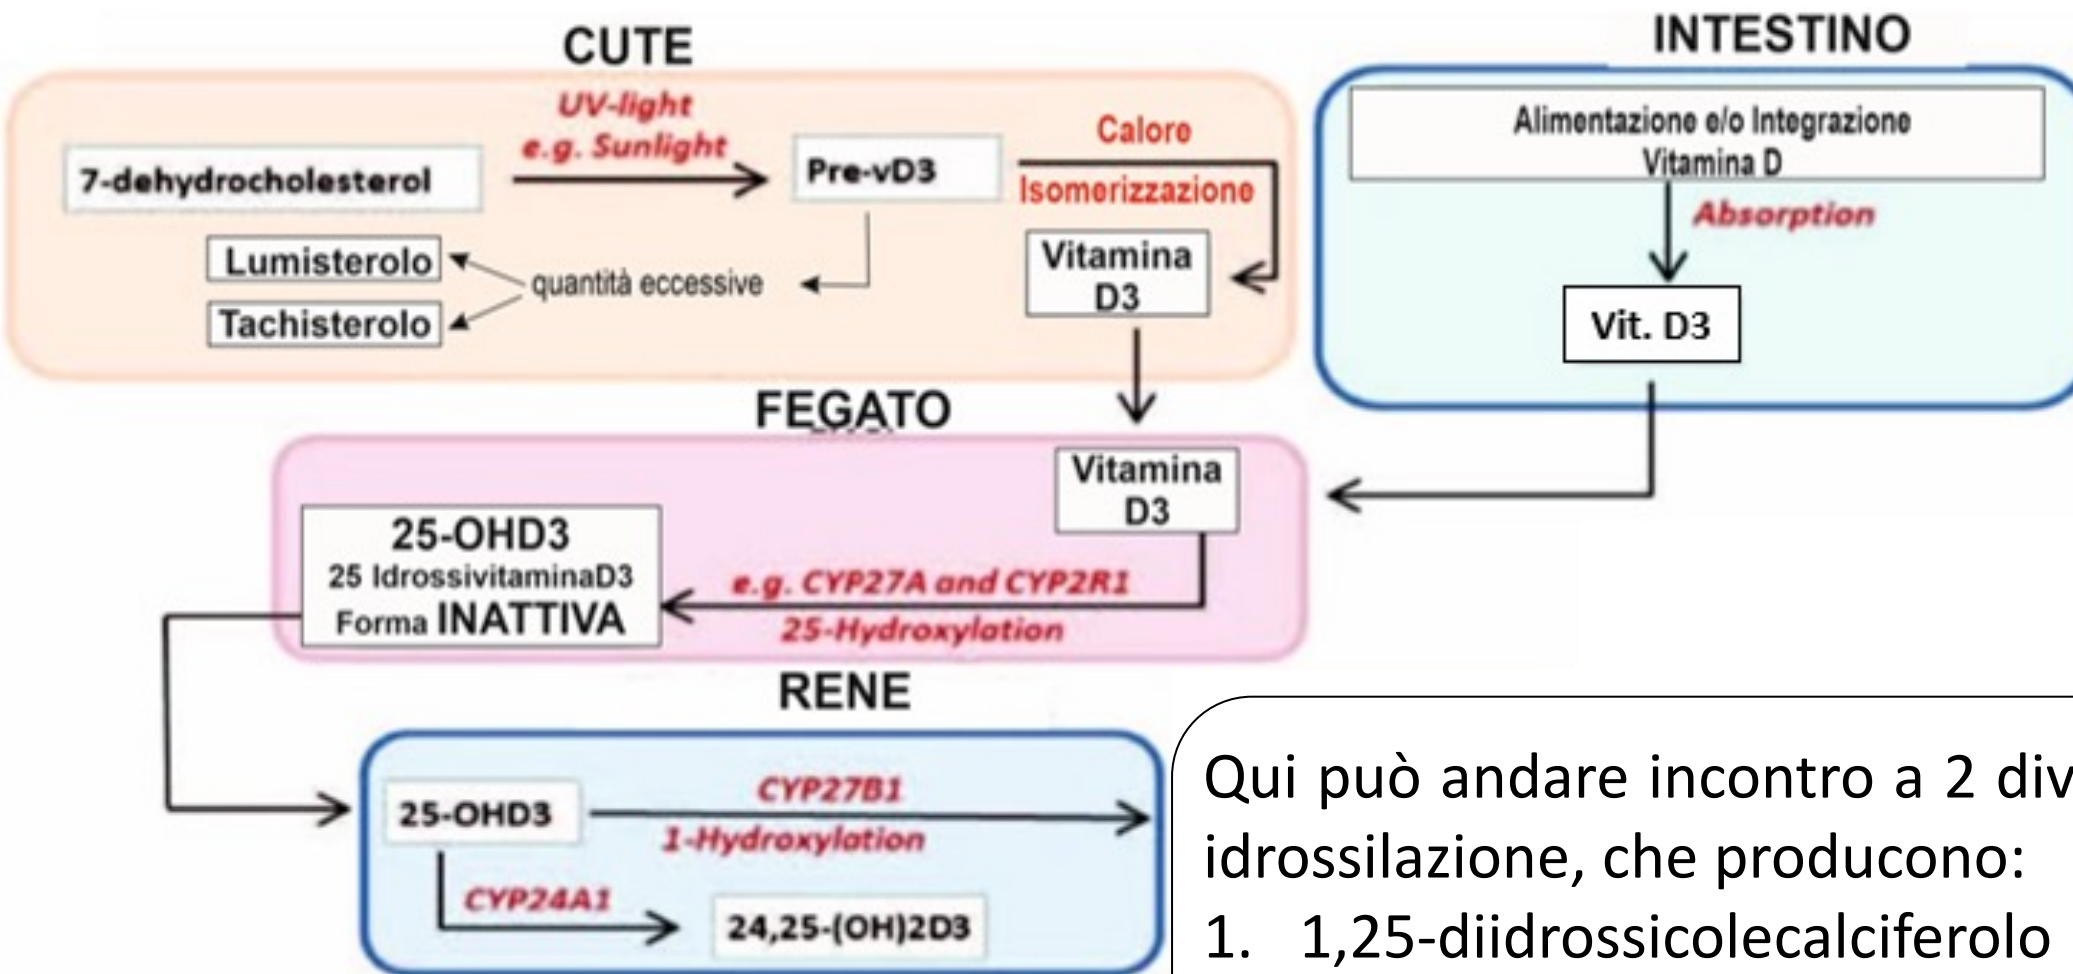 CUTE
UV-light
e.g. Sunlight
7-dehydrocholesterol
Pre-vD3
Calore
Isomerizzazione
Lumisterolo
Tachisterolo
quantità eccessive
Vitamina
D3
INTESTINO
Alimentazione e/o Integrazione
Vitamina D
Absorption
Vit. D3
FEGATO
Vitamina
D3
25-OHD3
25 IdrossivitaminaD3
Forma INATTIVA
e.g. CYP27A and CYP2R1
25-Hydroxylation
RENE
25-OHD3
CYP27B1
1-Hydroxylation
CYP24A1
24,25-(OH)2D3
Qui può andare incontro a 2
idrossilazione, che producono:
1. 1,25-diidrossicolecalciferolo